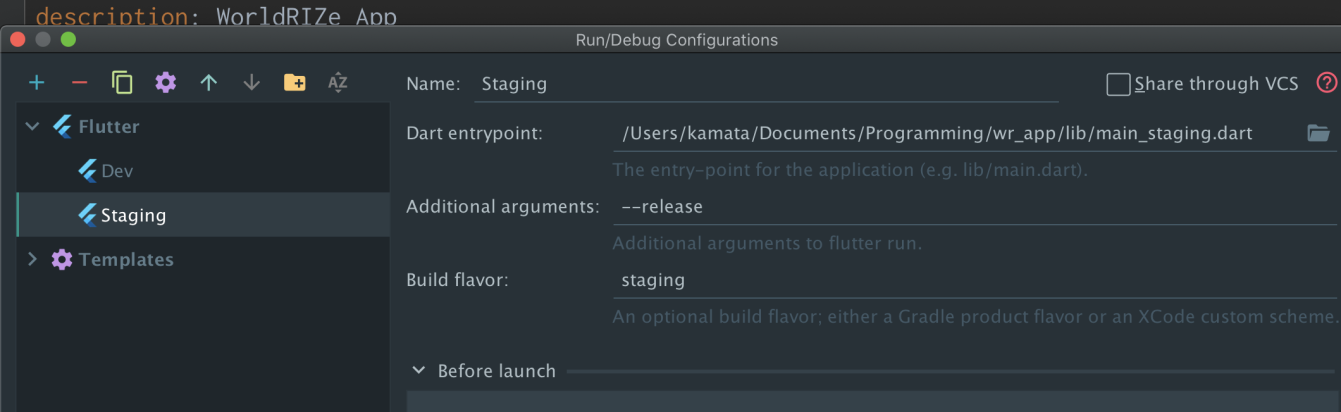 description: WorldRIZe App
Run/Debug Configurations
Name: Staging
Share through VCS
Flutter
Dev
Staging
Templates
Dart entrypoint: /Users/kamata/Documents/Programming/wr_app/lib/main_staging.dart
The entry-point for the application (e.g. lib/main.dart).
Additional arguments: --release
Additional arguments to flutter run.
Build flavor: staging
An optional build flavor; either a Gradle product flavor or an XCode custom scheme.
Before launch